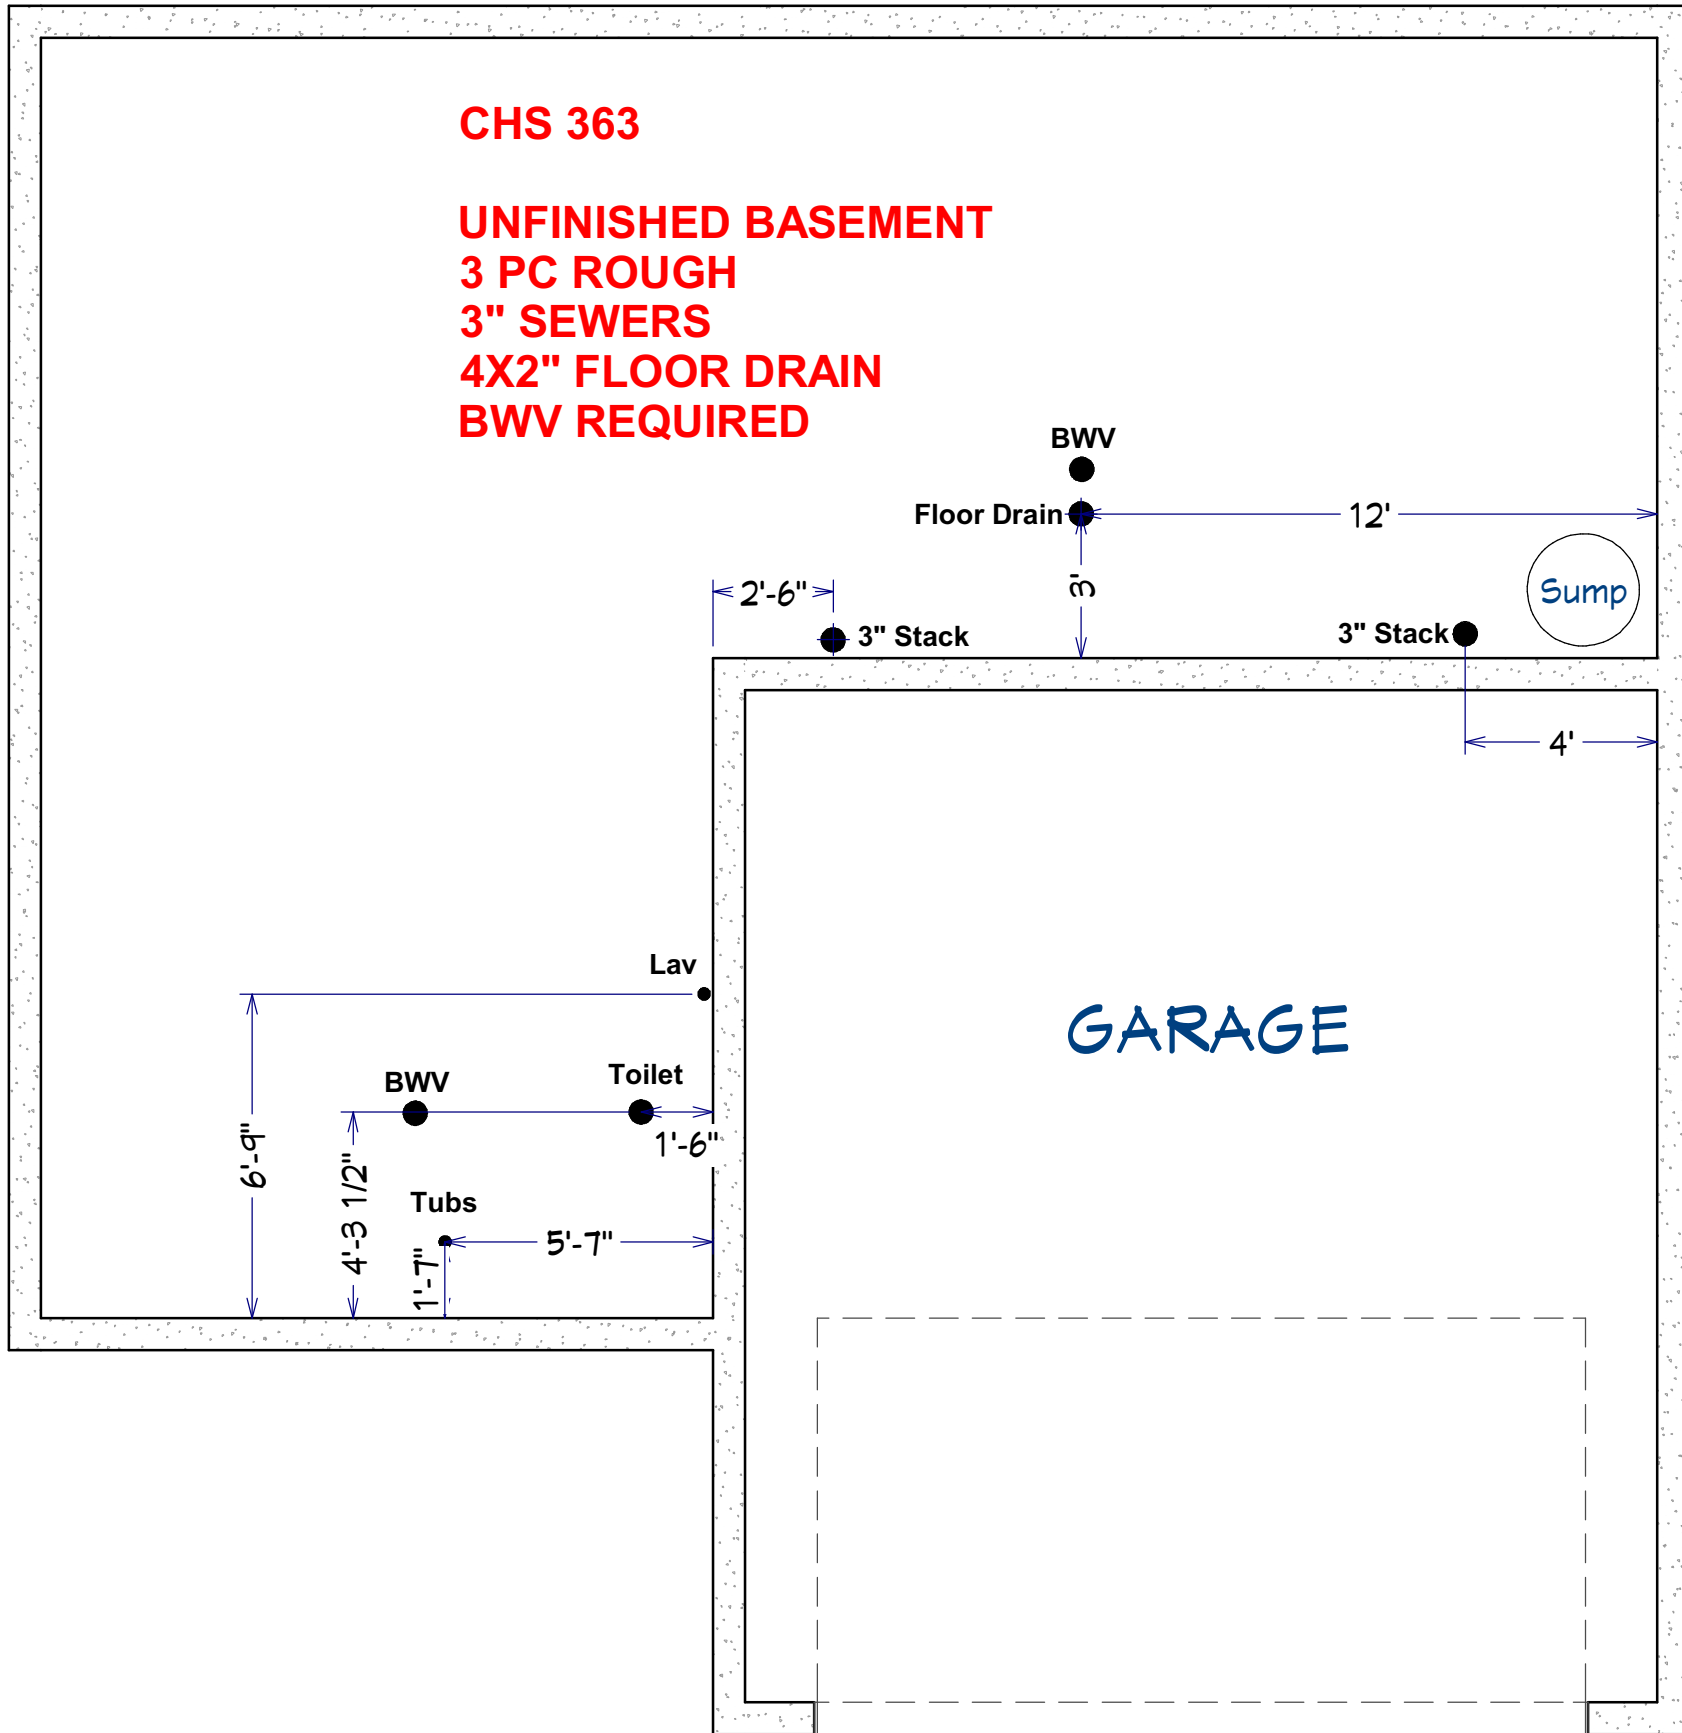 CHS 363
UNFINISHED BASEMENT
3 PC ROUGH
3" SEWERS
4X2" FLOOR DRAIN
BWV REQUIRED
BWV
Floor Drain
12'
3'
Sump
2'-6"
3" Stack
3" Stack
4'
Lav
GARAGE
BWV
Toilet
1'-6"
6'-9"
4'-3 1/2"
Tubs
5'-7"
1'-7"